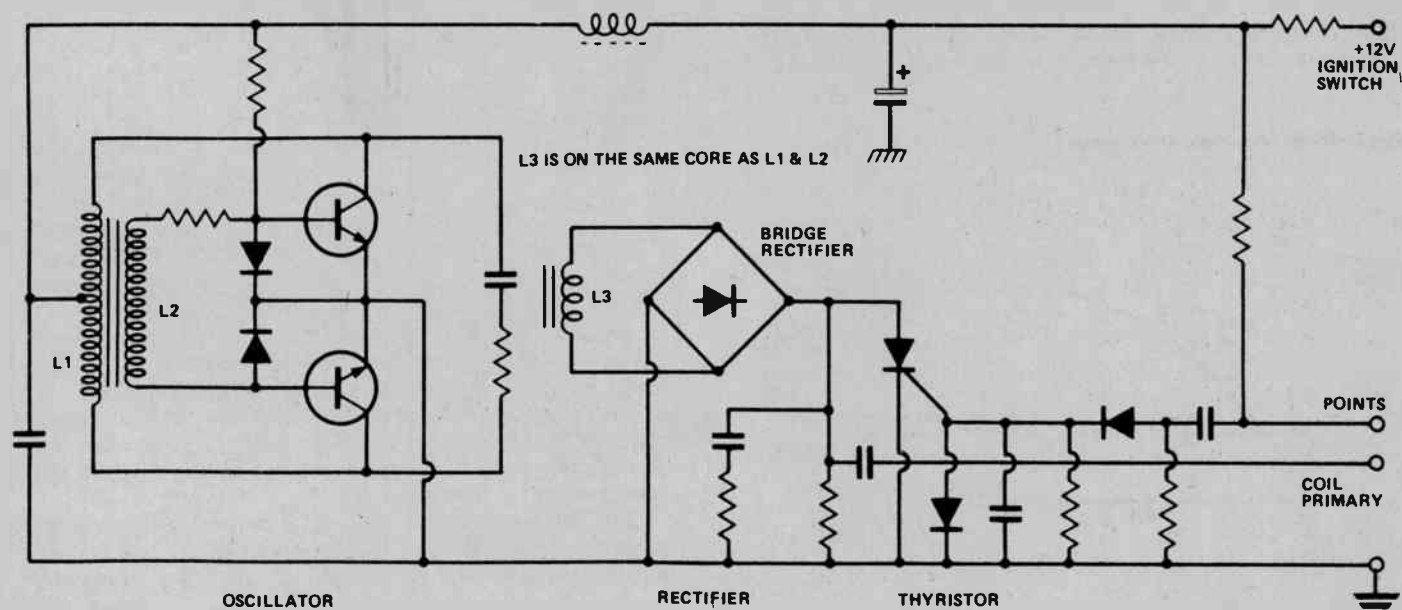 +12V
IGNITION
SWITCH
L3 IS ON THE SAME CORE AS L1 & L2
BRIDGE
RECTIFIER
L2
L3
L1
POINTS
COIL
PRIMARY
OSCILLATOR
RECTIFIER
THYRISTOR
+